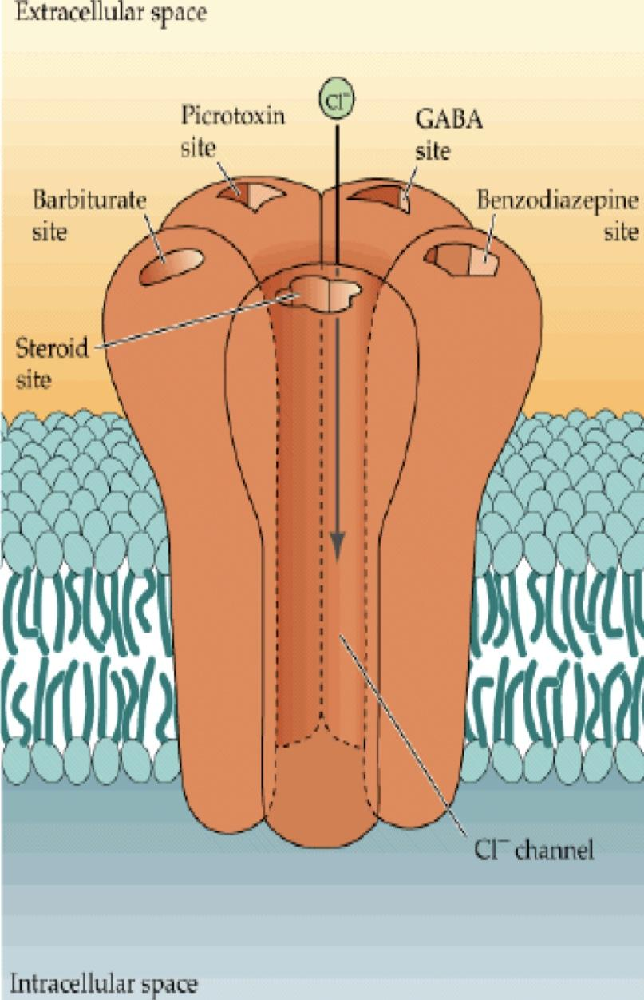 Extracellular space
Cl⁻
Picrotoxin
site
GABA
site
Barbiturate
site
Benzodiazepine
site
Steroid
site
Cl⁻ channel
Intracellular space